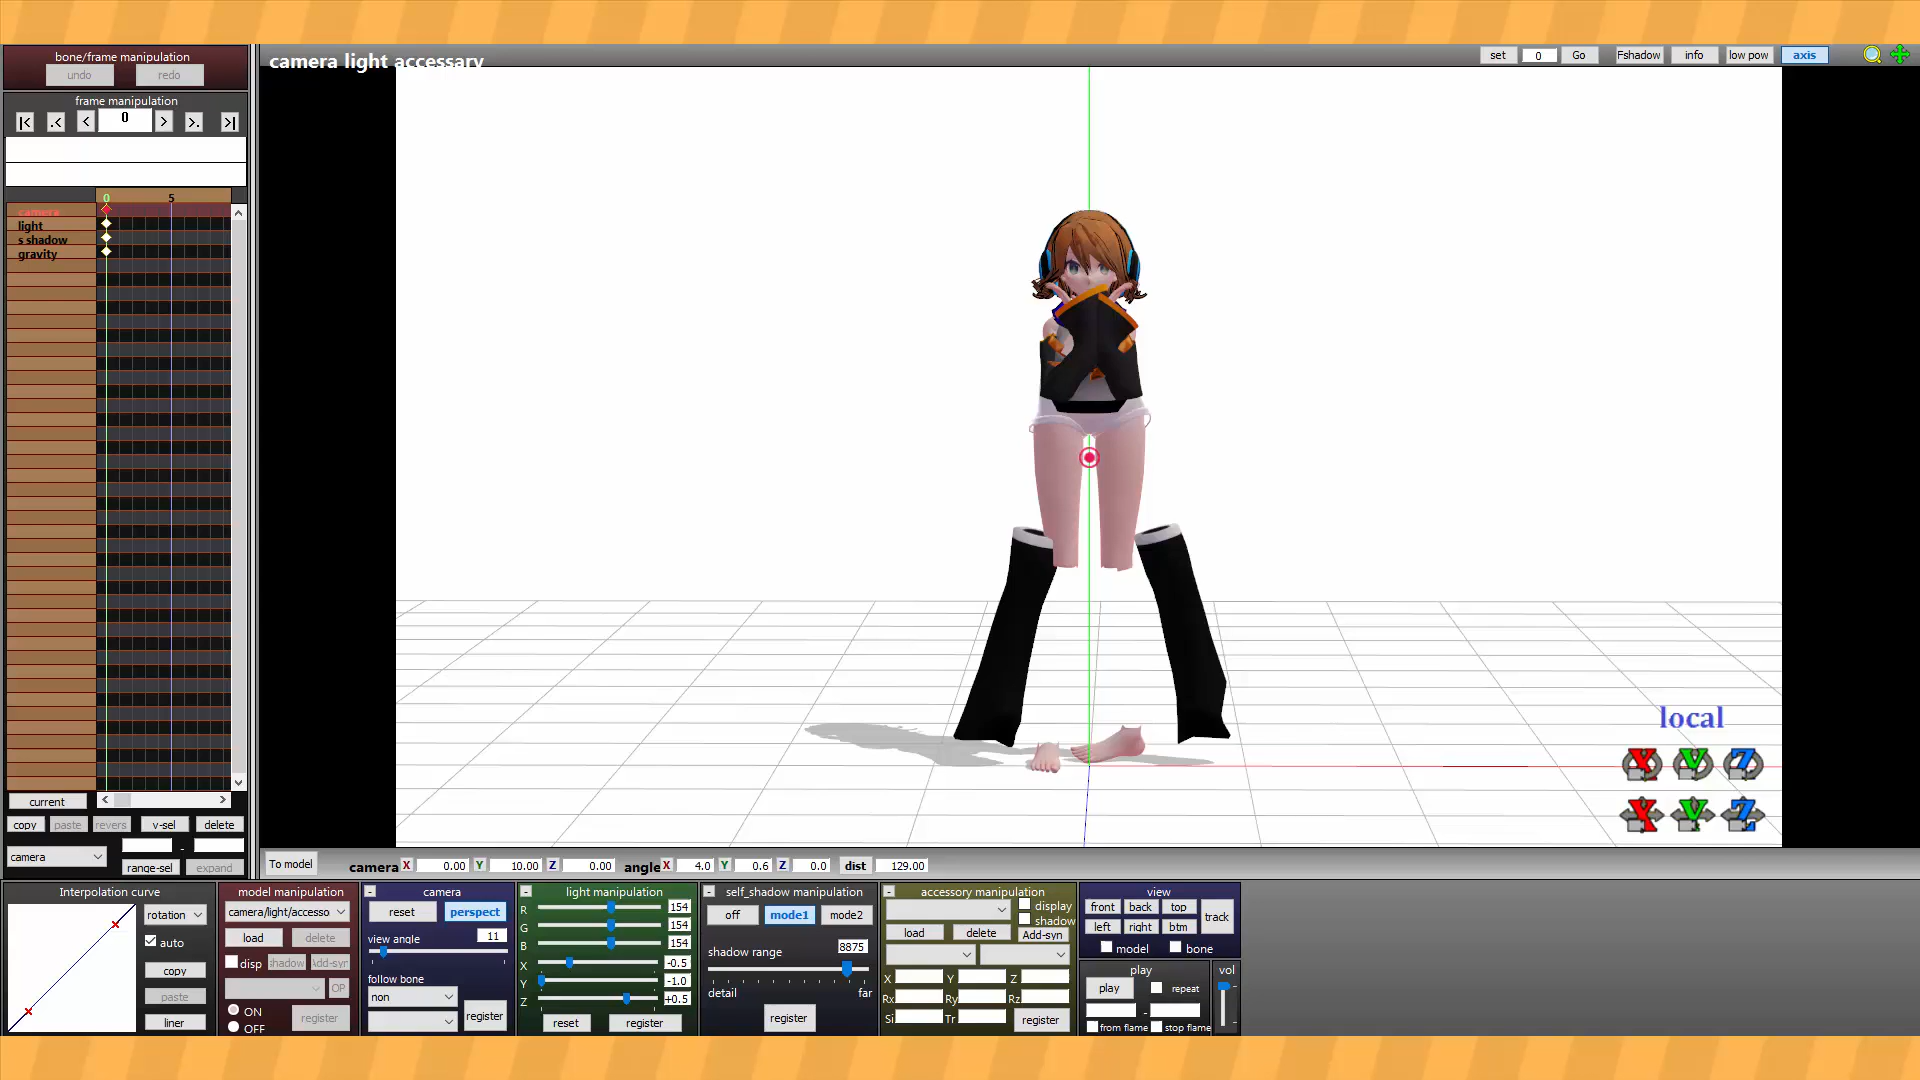 bone/frame manipulation
undo redo
frame manipulation
|< .< < 0 > >. >|
0 5
camera
light
s shadow
gravity
current
copy paste revers v-sel delete
camera - range-sel expand
camera light accessary
set 0 Go Fshadow info low pow axis
local
X Y Z
X Y Z
To model camera X 0.00 Y 10.00 Z 0.00 angle X 4.0 Y 0.6 Z 0.0 dist 129.00
Interpolation curve
rotation
auto
copy
paste
liner
model manipulation
camera/light/accesso
load delete
disp shadow Add-syn
OP
ON
OFF
register
- camera
reset perspect
view angle 11
follow bone
non
register
- light manipulation
R 154
G 154
B 154
X -0.5
Y -1.0
Z +0.5
reset register
- self_shadow manipulation
off mode1 mode2
shadow range 8875
detail far
register
- accessory manipulation
display
shadow
load delete Add-syn
X Y Z
Rx Ry Rz
Si Tr register
view
front back top
left right btm
track
model bone
play
play repeat
-
from flame stop flame
vol